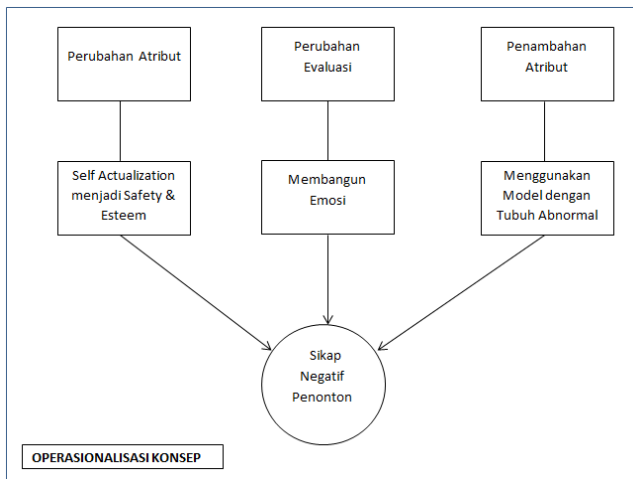 Perubahan Atribut
Perubahan
Evaluasi
Penambahan
Atribut
Self Actualization
menjadi Safety &
Esteem
Membangun
Emosi
Menggunakan
Model dengan
Tubuh Abnormal
Sikap
Negatif
Penonton
OPERASIONALISASI KONSEP